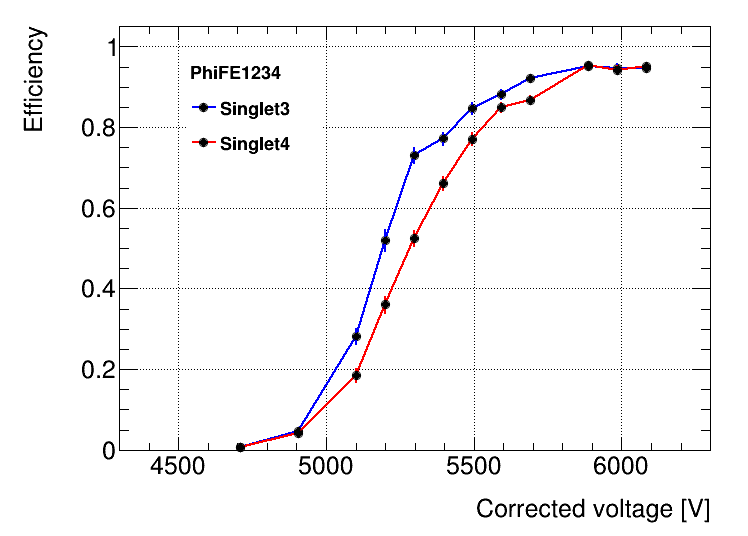 Efficiency
1
0.8
0.6
0.4
0.2
0
PhiFE1234
Singlet3
Singlet4
4500 5000 5500 6000
Corrected voltage [V]